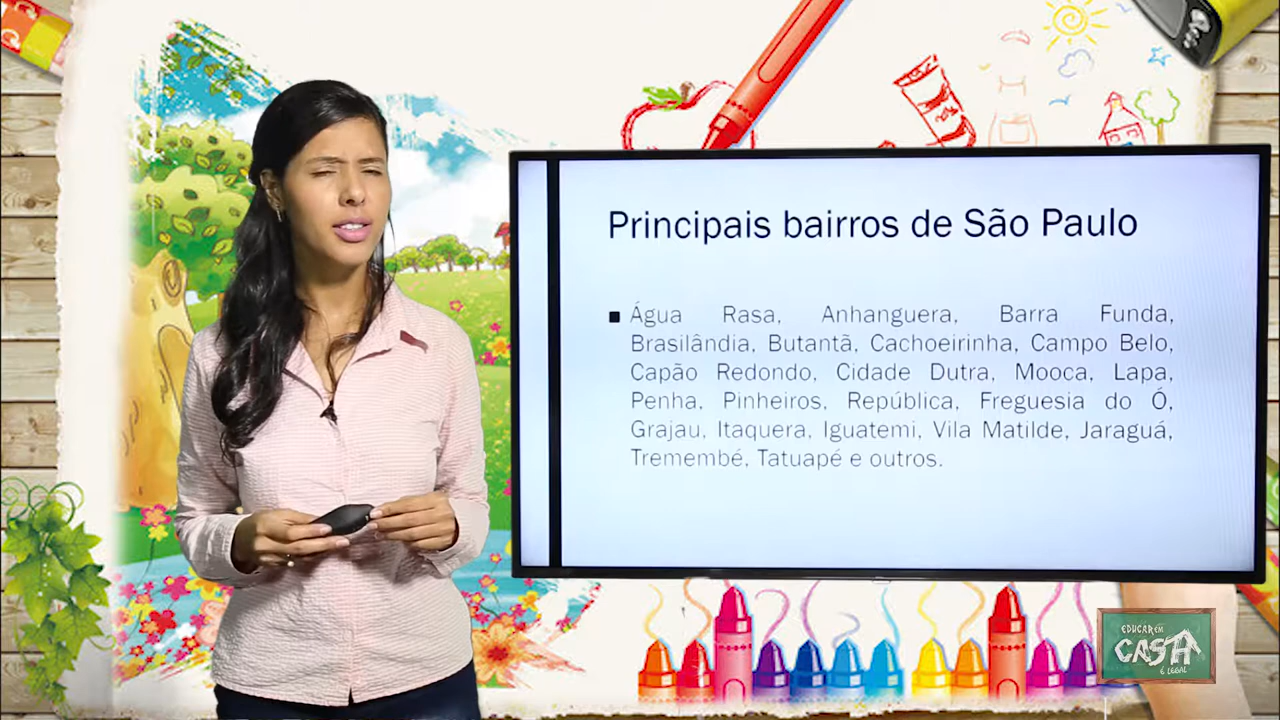 Principais bairros de São Paulo
Água Rasa, Anhanguera, Barra Funda,
Brasilândia, Butantã, Cachoeirinha, Campo Belo,
Capão Redondo, Cidade Dutra, Mooca, Lapa,
Penha, Pinheiros, República, Freguesia do Ó,
Grajau, Itaquera, Iguatemi, Vila Matilde, Jaraguá,
Tremembé, Tatuapé e outros.
EDUCAR EM
CASA
É LEGAL